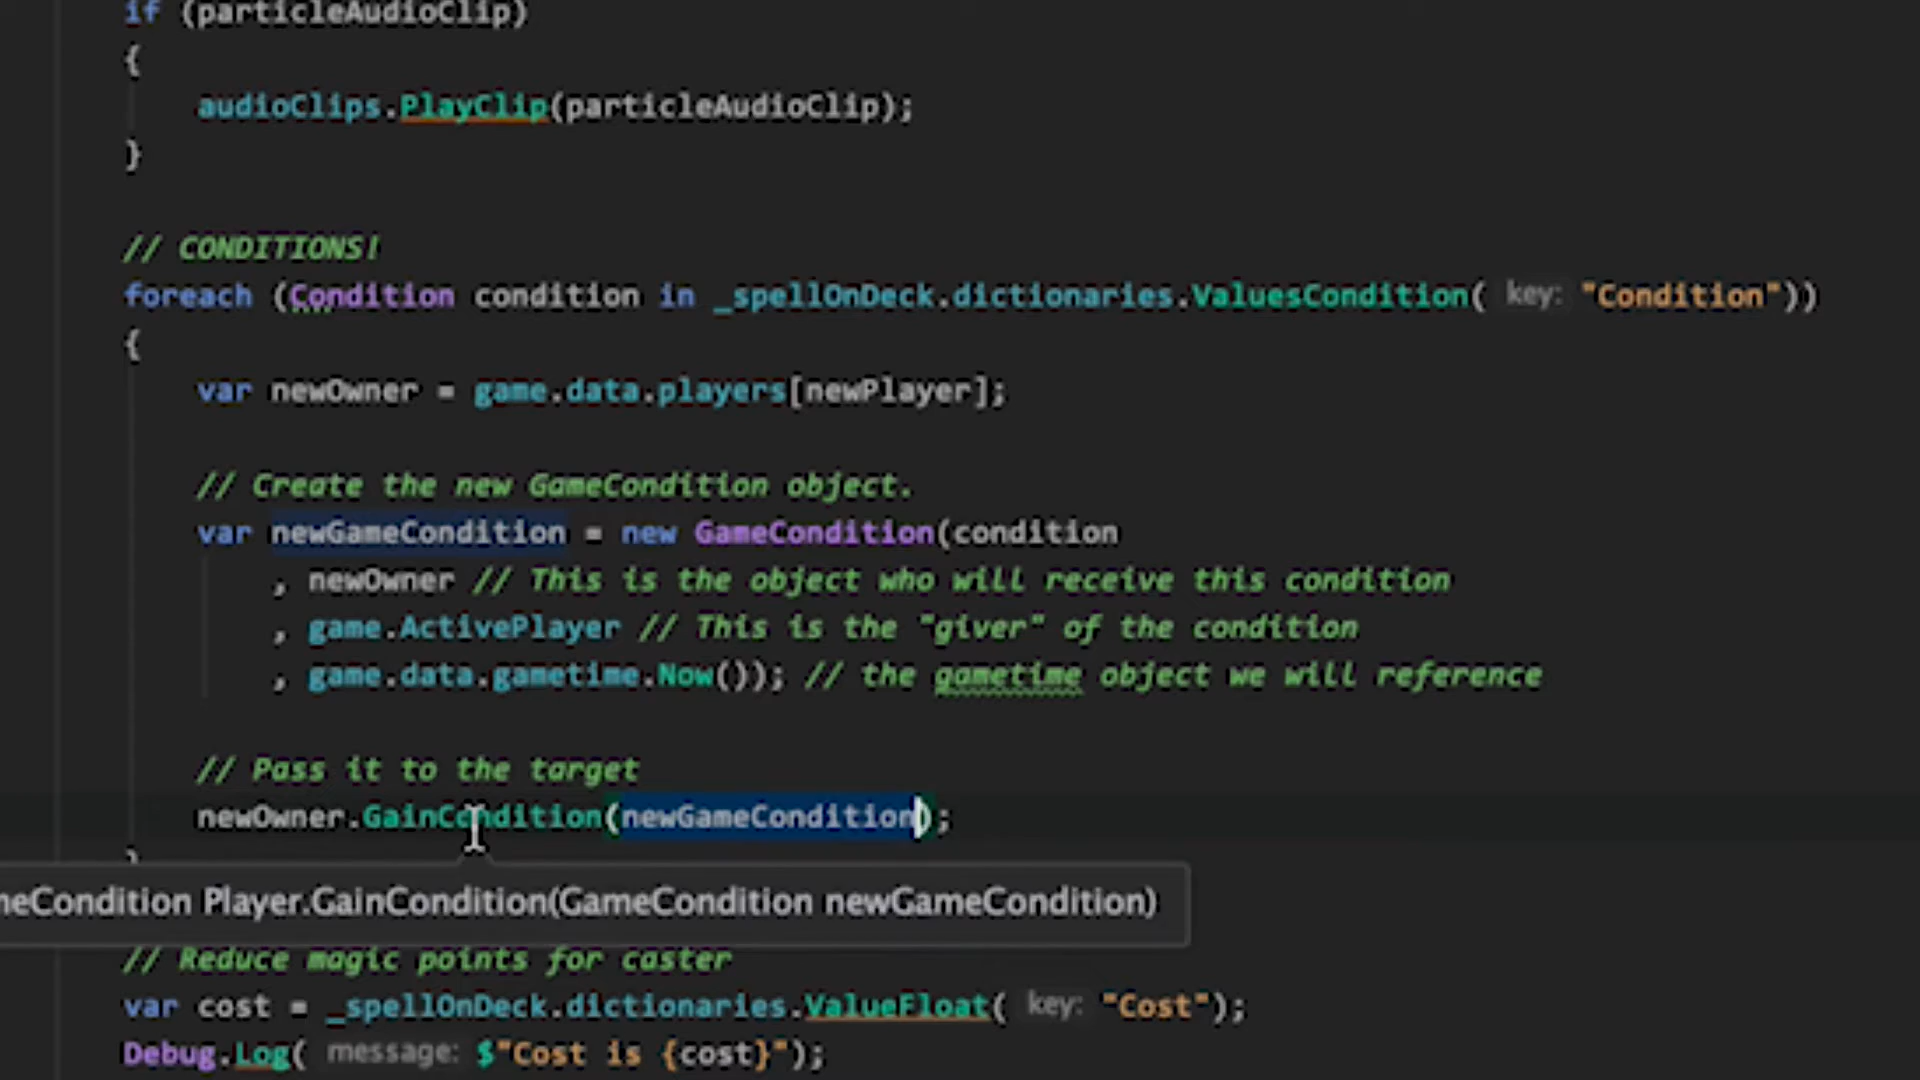 if (particleAudioClip)
{
audioClips.PlayClip(particleAudioClip);
}
// CONDITIONS!
foreach (Condition condition in _spellOnDeck.dictionaries.ValuesCondition( key: "Condition"))
{
var newOwner = game.data.players[newPlayer];
// Create the new GameCondition object.
var newGameCondition = new GameCondition(condition
, newOwner // This is the object who will receive this condition
, game.ActivePlayer // This is the "giver" of the condition
, game.data.gametime.Now()); // the gametime object we will reference
// Pass it to the target
newOwner.GainCondition(newGameCondition);
}
meCondition Player.GainCondition(GameCondition newGameCondition)
// Reduce magic points for caster
var cost = _spellOnDeck.dictionaries.ValueFloat( key: "Cost");
Debug.Log( message: $"Cost is {cost}");